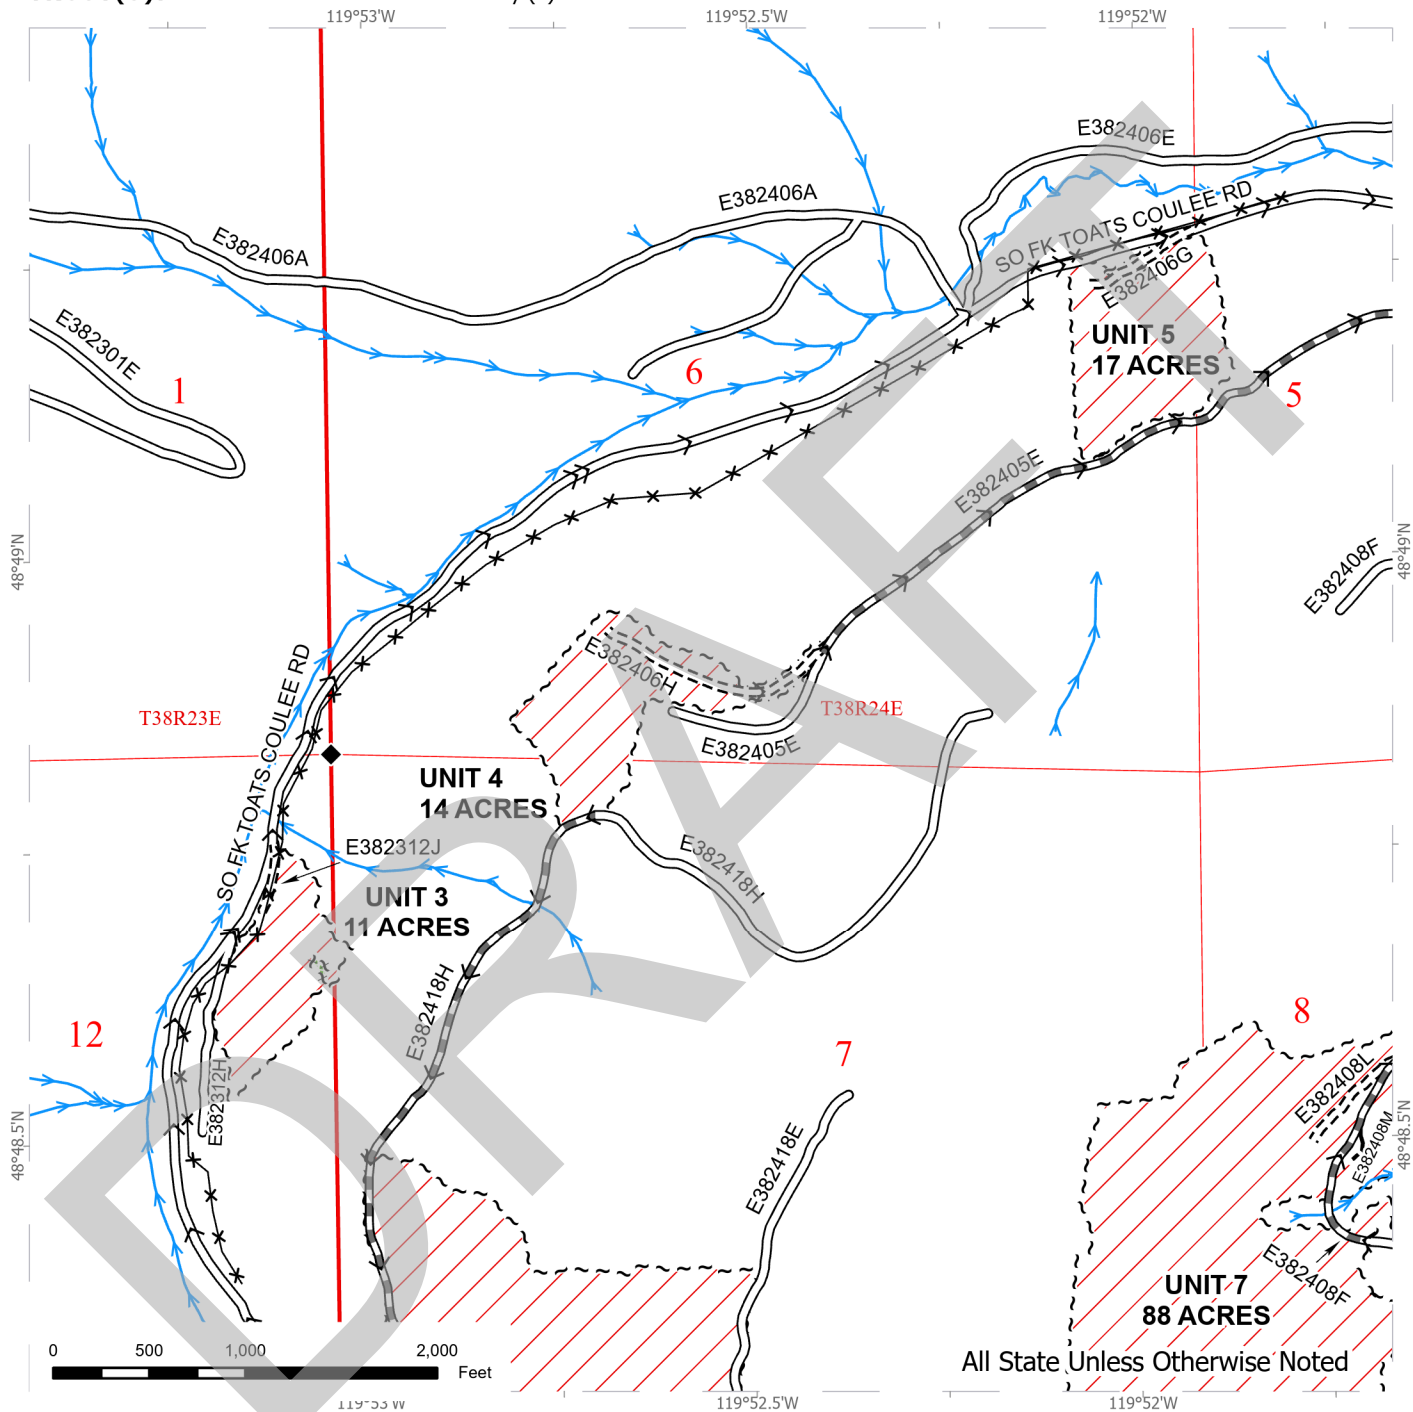 119°53'W
119°52.5'W
119°52'W
E382406E
E382406A
SO FK TOATS COULEE RD
E382406A
E382406G
E382301E
UNIT 5
17 ACRES
1
6
5
E382405E
48°49'N
48°49'N
E382408F
E382406H
SO FK TOATS COULEE RD
T38R23E
T38R24E
E382405E
UNIT 4
14 ACRES
E382312J
E382418H
UNIT 3
11 ACRES
E382418H
12
7
8
E382312H
E382408L
E382408M
48°48.5'N
48°48.5'N
E382418E
E382408F
UNIT 7
88 ACRES
DRAFT
0 500 1,000 2,000
Feet
All State Unless Otherwise Noted
119°53'W
119°52.5'W
119°52'W